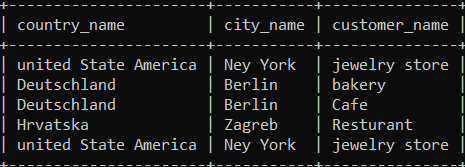 country_name | city_name | customer_name
united State America | Ney York | jewelry store
Deutschland | Berlin | bakery
Deutschland | Berlin | Cafe
Hrvatska | Zagreb | Resturant
united State America | Ney York | jewelry store